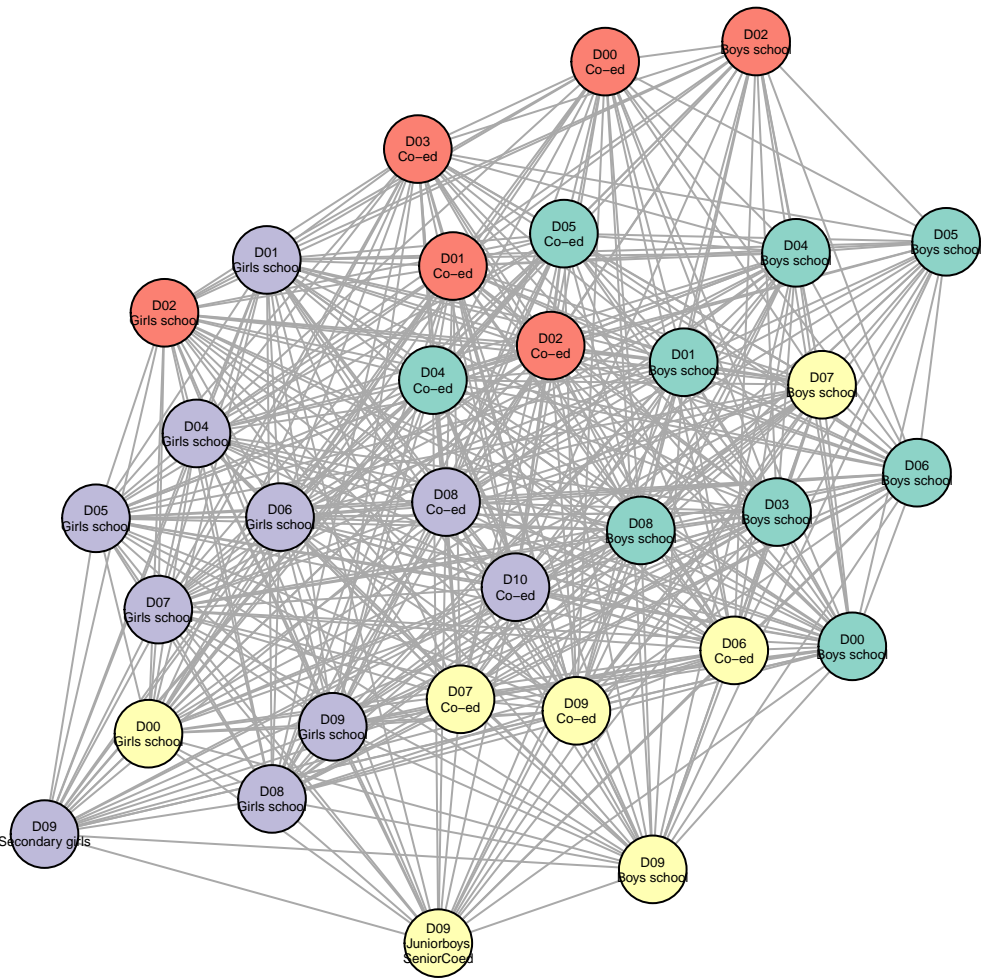 D02
Boys school
D00
Co−ed
D03
Co−ed
D05
Co−ed
D05
Boys school
D04
Boys school
D01
Girls school
D01
Co−ed
D02
Girls school
D02
Co−ed
D01
Boys school
D04
Co−ed
D07
Boys school
D04
Girls school
D06
Boys school
D08
Co−ed
D03
Boys school
D05
Girls school
D06
Girls school
D08
Boys school
D10
Co−ed
D07
Girls school
D06
Co−ed
D00
Boys school
D07
Co−ed
D09
Co−ed
D09
Girls school
D00
Girls school
D08
Girls school
D09
Secondary girls
D09
Boys school
D09
Juniorboys
SeniorCoed